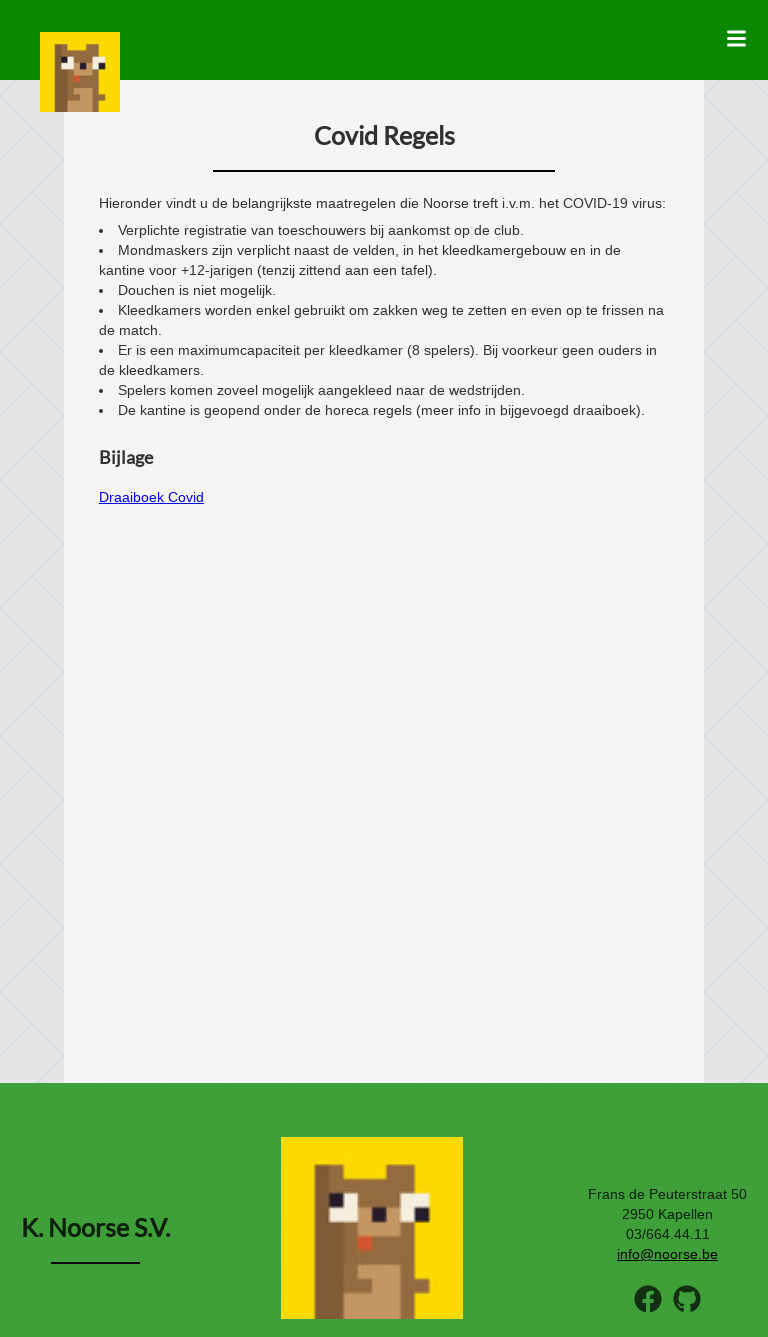 Covid Regels
Hieronder vindt u de belangrijkste maatregelen die Noorse treft i.v.m. het COVID-19 virus:
• Verplichte registratie van toeschouwers bij aankomst op de club.
• Mondmaskers zijn verplicht naast de velden, in het kleedkamergebouw en in de
kantine voor +12-jarigen (tenzij zittend aan een tafel).
• Douchen is niet mogelijk.
• Kleedkamers worden enkel gebruikt om zakken weg te zetten en even op te frissen na
de match.
• Er is een maximumcapaciteit per kleedkamer (8 spelers). Bij voorkeur geen ouders in
de kleedkamers.
• Spelers komen zoveel mogelijk aangekleed naar de wedstrijden.
• De kantine is geopend onder de horeca regels (meer info in bijgevoegd draaiboek).
Bijlage
Draaiboek Covid
K. Noorse S.V.
Frans de Peuterstraat 50
2950 Kapellen
03/664.44.11
info@noorse.be